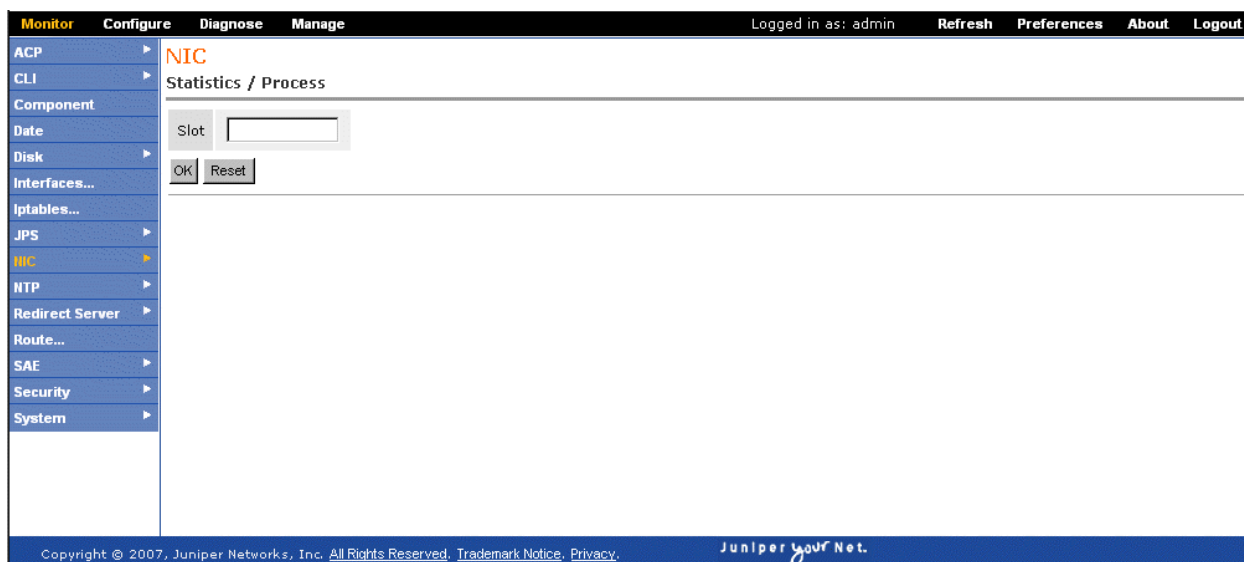 Monitor Configure Diagnose Manage Logged in as: admin Refresh Preferences About Logout
ACP
CLI
Component
Date
Disk
Interfaces...
Iptables...
JPS
NIC
NTP
Redirect Server
Route...
SAE
Security
System
NIC
Statistics / Process
Slot
OK Reset
Copyright © 2007, Juniper Networks, Inc. All Rights Reserved. Trademark Notice. Privacy.
Juniper your Net.